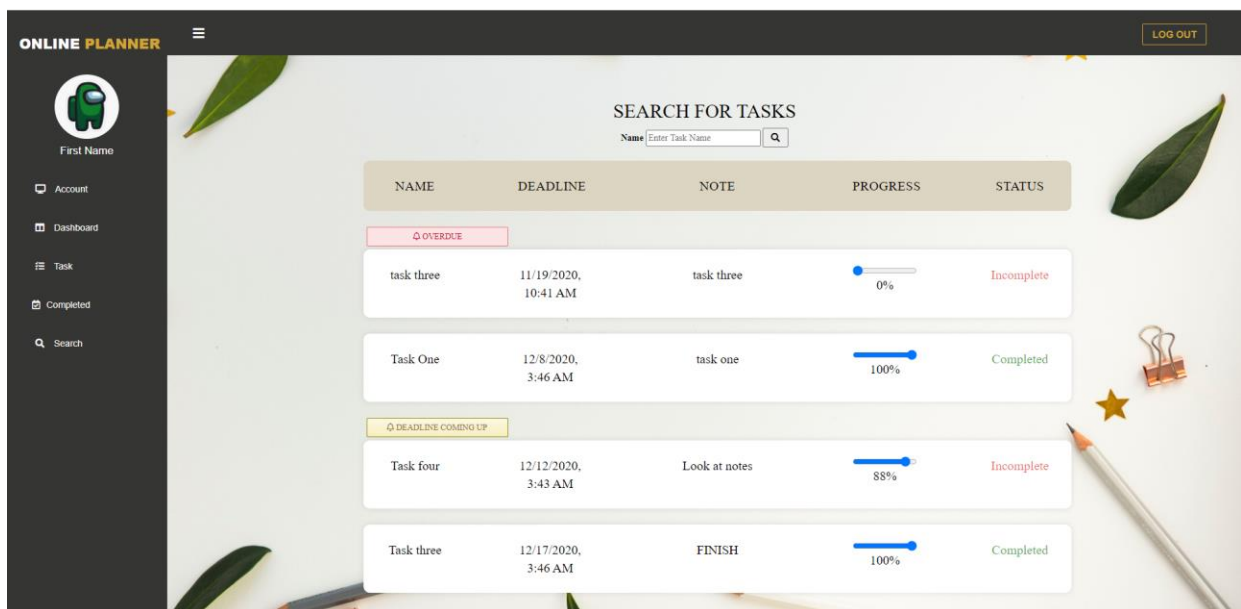 ONLINE PLANNER
LOG OUT
First Name
Account
Dashboard
Task
Completed
Search
SEARCH FOR TASKS
Name Enter Task Name
NAME DEADLINE NOTE PROGRESS STATUS
OVERDUE
task three 11/19/2020, task three Incomplete
10:41 AM 0%
Task One 12/8/2020, task one Completed
3:46 AM 100%
DEADLINE COMING UP
Task four 12/12/2020, Look at notes Incomplete
3:43 AM 88%
Task three 12/17/2020, FINISH Completed
3:46 AM 100%